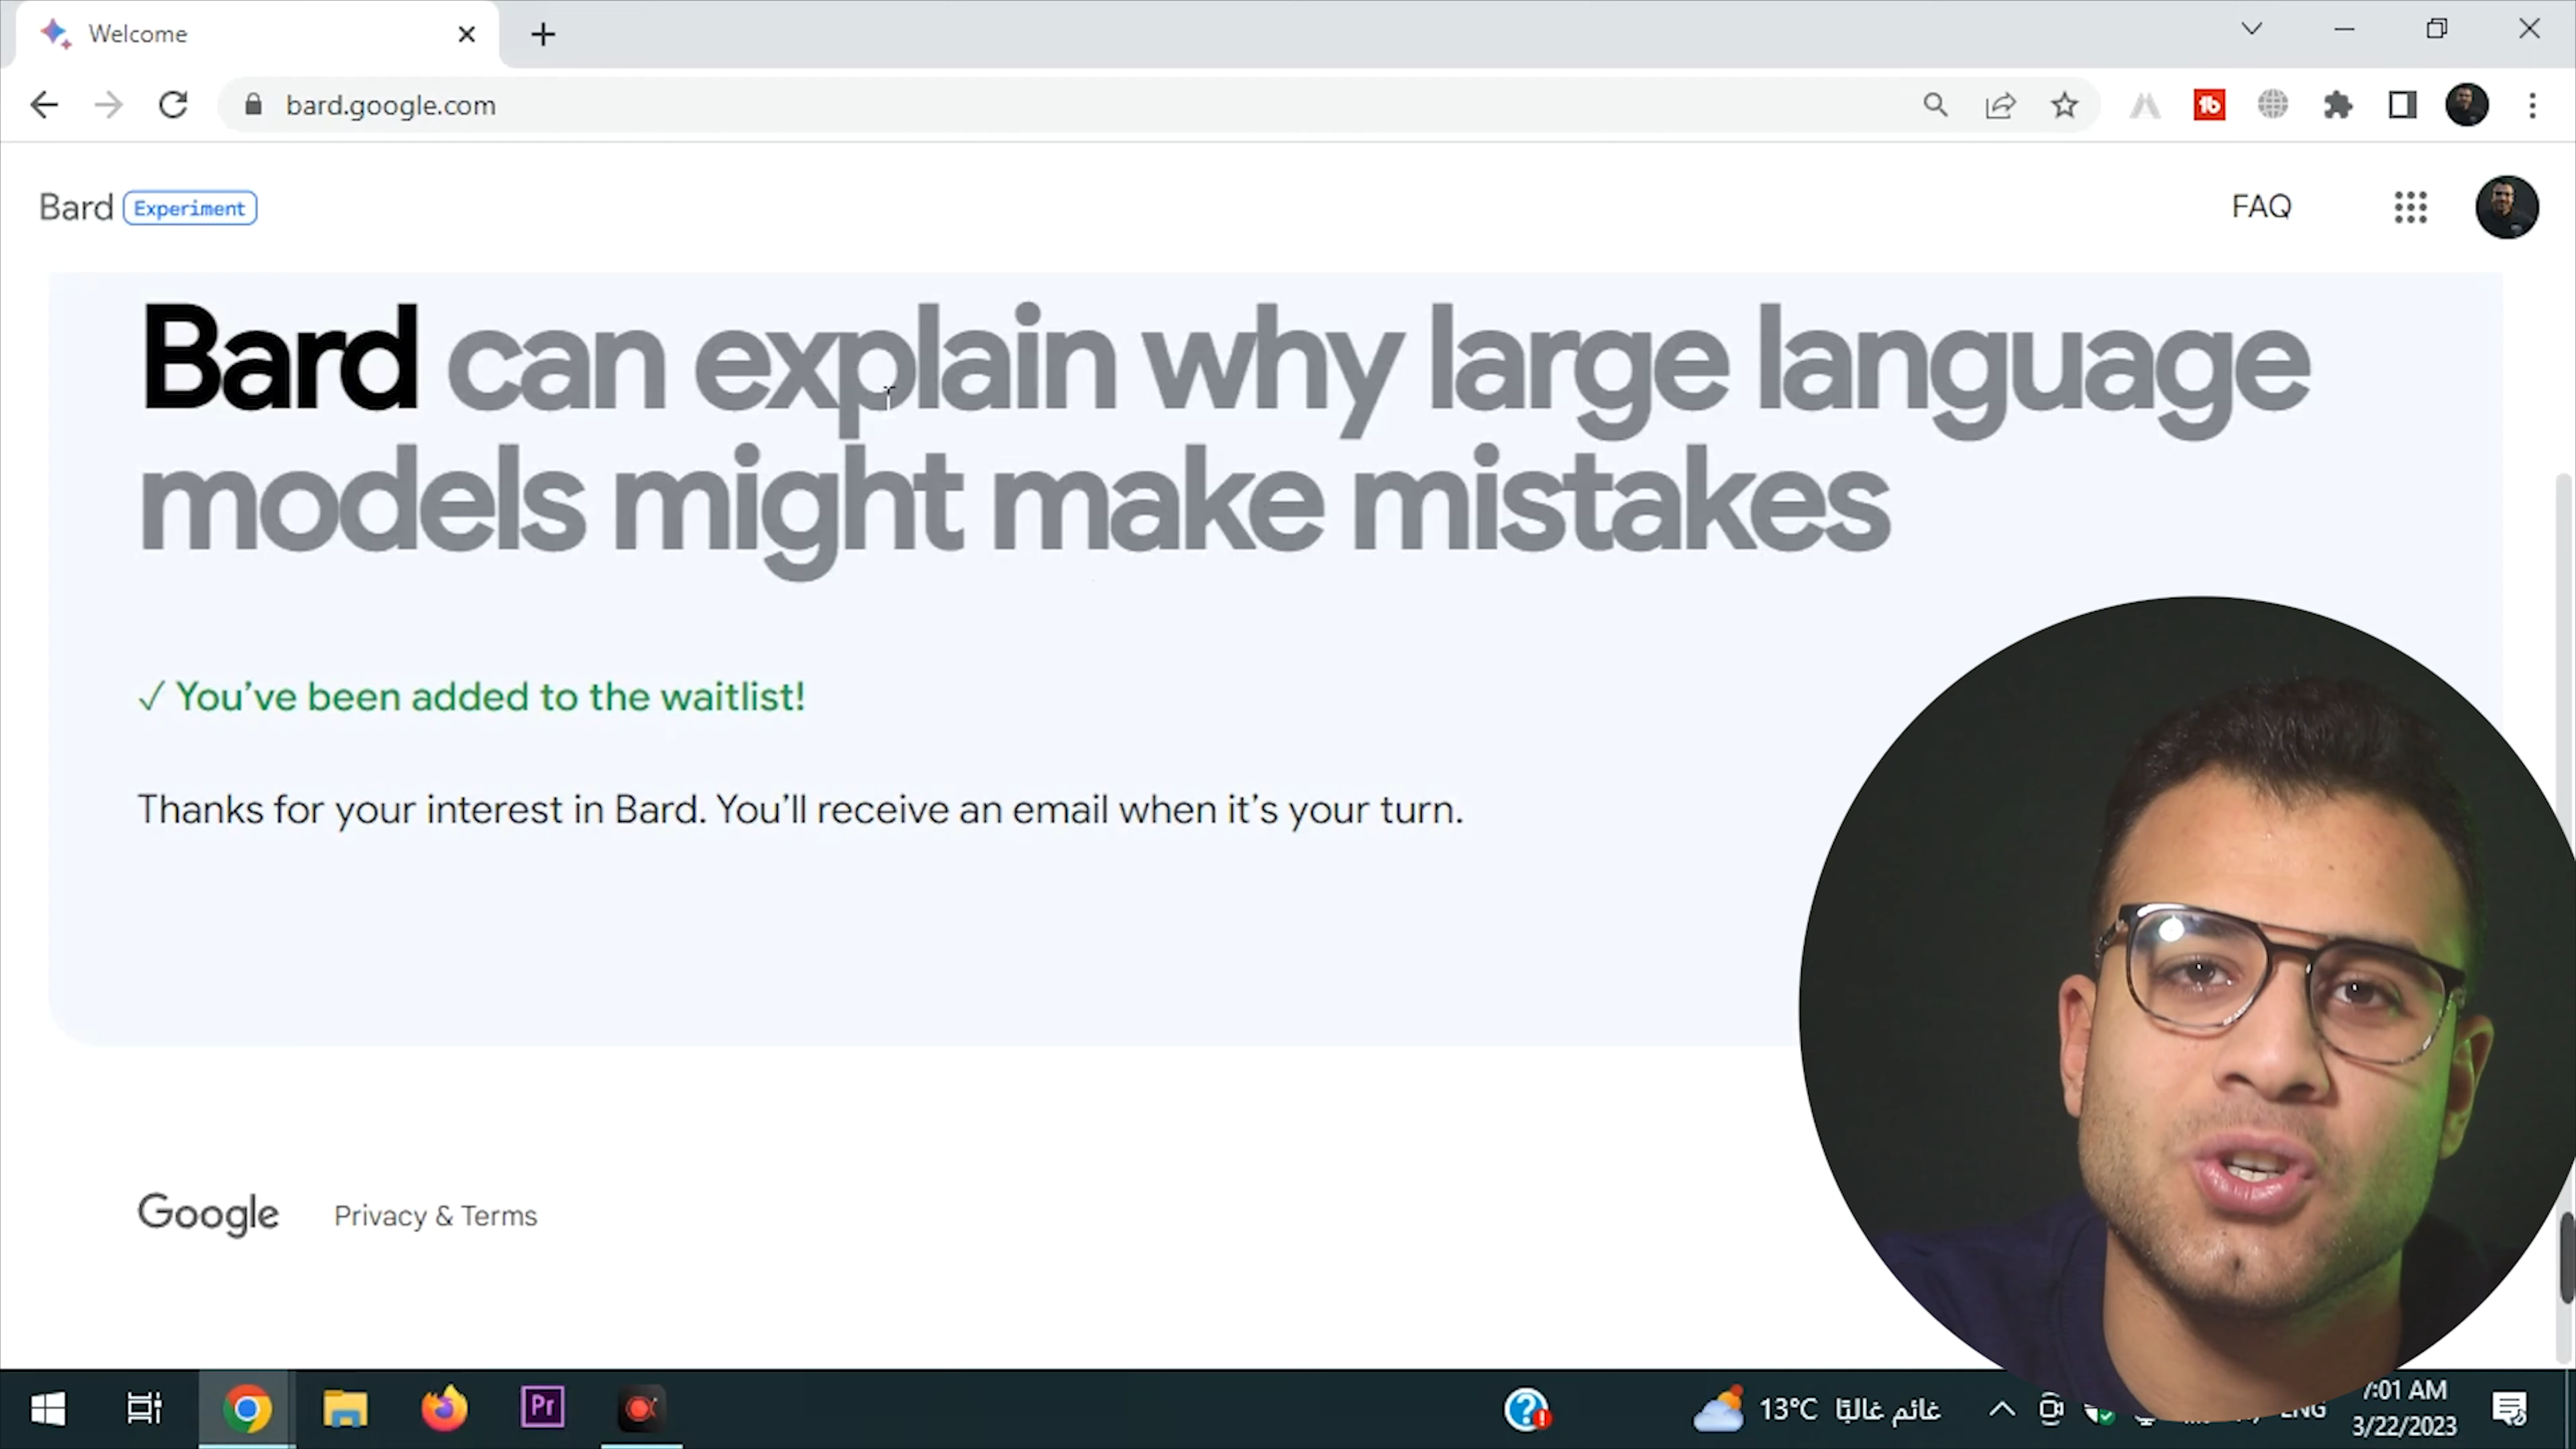 Welcome
bard.google.com
Bard Experiment
FAQ
Bard can explain why large language
models might make mistakes
✓ You've been added to the waitlist!
Thanks for your interest in Bard. You'll receive an email when it's your turn.
Google Privacy & Terms
Pr
13°C غائم غالبًا
ENG
7:01 AM
3/22/2023